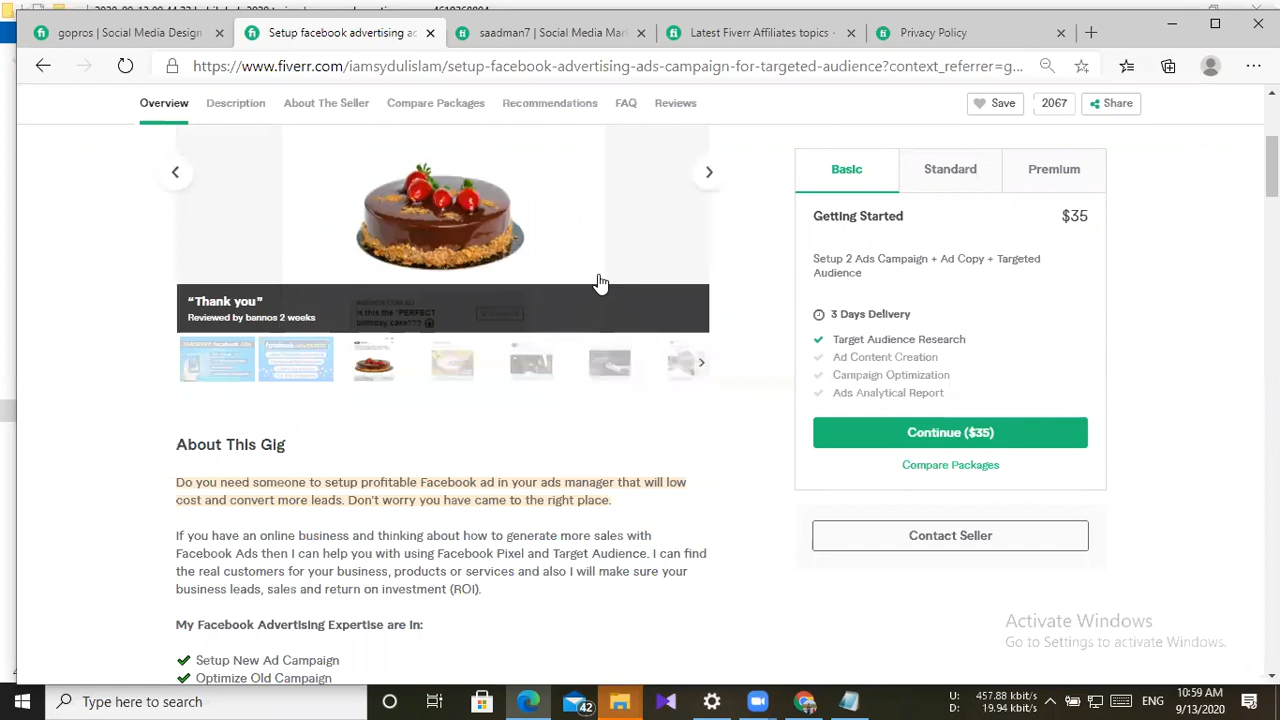 gopros | Social Media Design
Setup facebook advertising ac
saadman7 | Social Media Mar
Latest Fiverr Affiliates topics -
Privacy Policy
https://www.fiverr.com/iamsydulislam/setup-facebook-advertising-ads-campaign-for-targeted-audience?context_referrer=g...
Overview
Description
About The Seller
Compare Packages
Recommendations
FAQ
Reviews
Save
2067
Share
"Thank you"
Reviewed by bannos 2 weeks
Is this the "PERFECT
birthday cake???
Basic
Standard
Premium
Getting Started
$35
Setup 2 Ads Campaign + Ad Copy + Targeted
Audience
3 Days Delivery
Target Audience Research
Ad Content Creation
Campaign Optimization
Ads Analytical Report
Continue ($35)
Compare Packages
Contact Seller
About This Gig
Do you need someone to setup profitable Facebook ad in your ads manager that will low
cost and convert more leads. Don't worry you have came to the right place.
If you have an online business and thinking about how to generate more sales with
Facebook Ads then I can help you with using Facebook Pixel and Target Audience. I can find
the real customers for your business, products or services and also I will make sure your
business leads, sales and return on investment (ROI).
My Facebook Advertising Expertise are in:
Setup New Ad Campaign
Optimize Old Campaign
Activate Windows
Go to Settings to activate Windows.
Type here to search
42
U: 457.88 kbit/s
D: 19.94 kbit/s
ENG
10:59 AM
9/13/2020